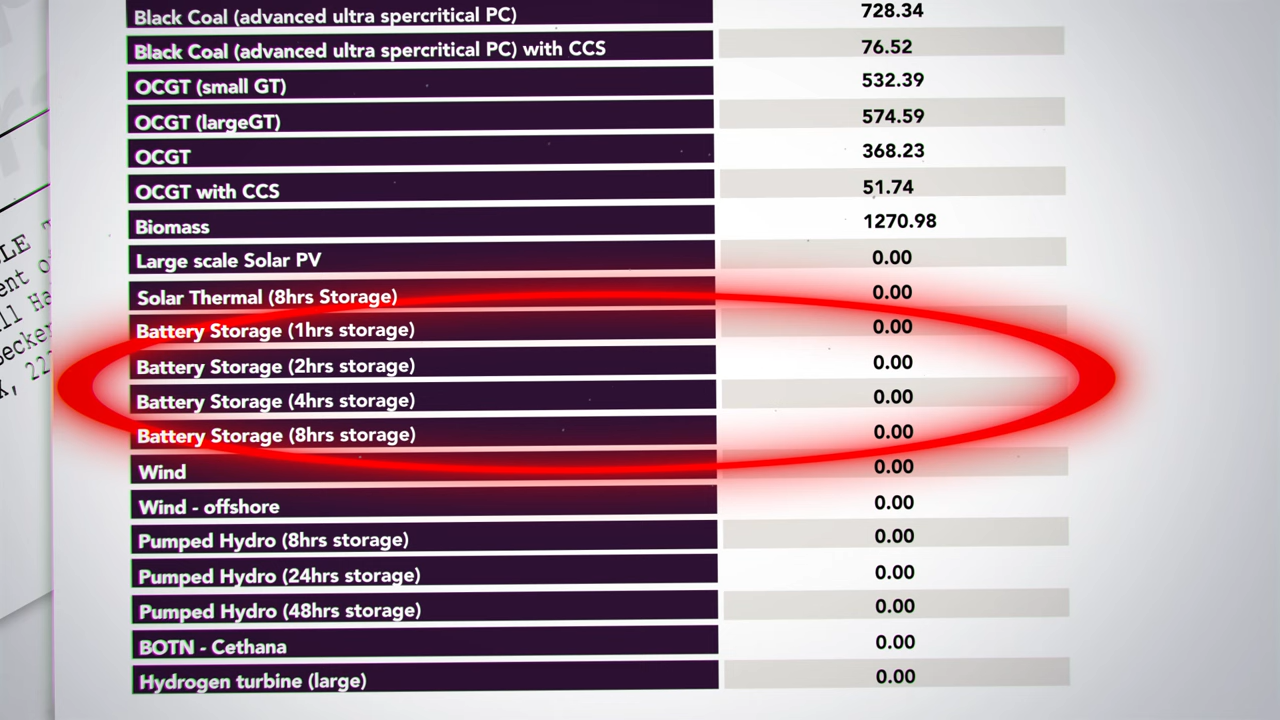 Black Coal (advanced ultra spercritical PC) 728.34
Black Coal (advanced ultra spercritical PC) with CCS 76.52
OCGT (small GT) 532.39
OCGT (largeGT) 574.59
OCGT 368.23
OCGT with CCS 51.74
Biomass 1270.98
Large scale Solar PV 0.00
Solar Thermal (8hrs Storage) 0.00
Battery Storage (1hrs storage) 0.00
Battery Storage (2hrs storage) 0.00
Battery Storage (4hrs storage) 0.00
Battery Storage (8hrs storage) 0.00
Wind 0.00
Wind - offshore 0.00
Pumped Hydro (8hrs storage) 0.00
Pumped Hydro (24hrs storage) 0.00
Pumped Hydro (48hrs storage) 0.00
BOTN - Cethana 0.00
Hydrogen turbine (large) 0.00